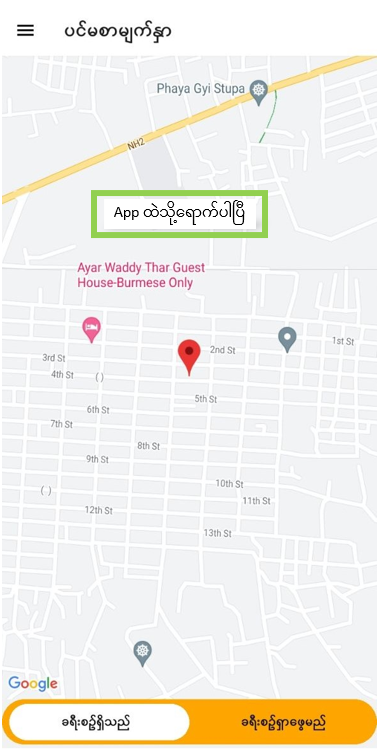 ပင်မစာမျက်နှာ
Phaya Gyi Stupa
NH2
App ထဲသို့ရောက်ပါပြီ
Ayar Waddy Thar Guest
House-Burmese Only
2nd St
1st St
3rd St
4th St
( )
5th St
6th St
7th St
8th St
9th St
10th St
( )
11th St
12th St
13th St
Google
ခရီးစဥ်ရှိသည်
ခရီးစဥ်ရှာဖွေမည်